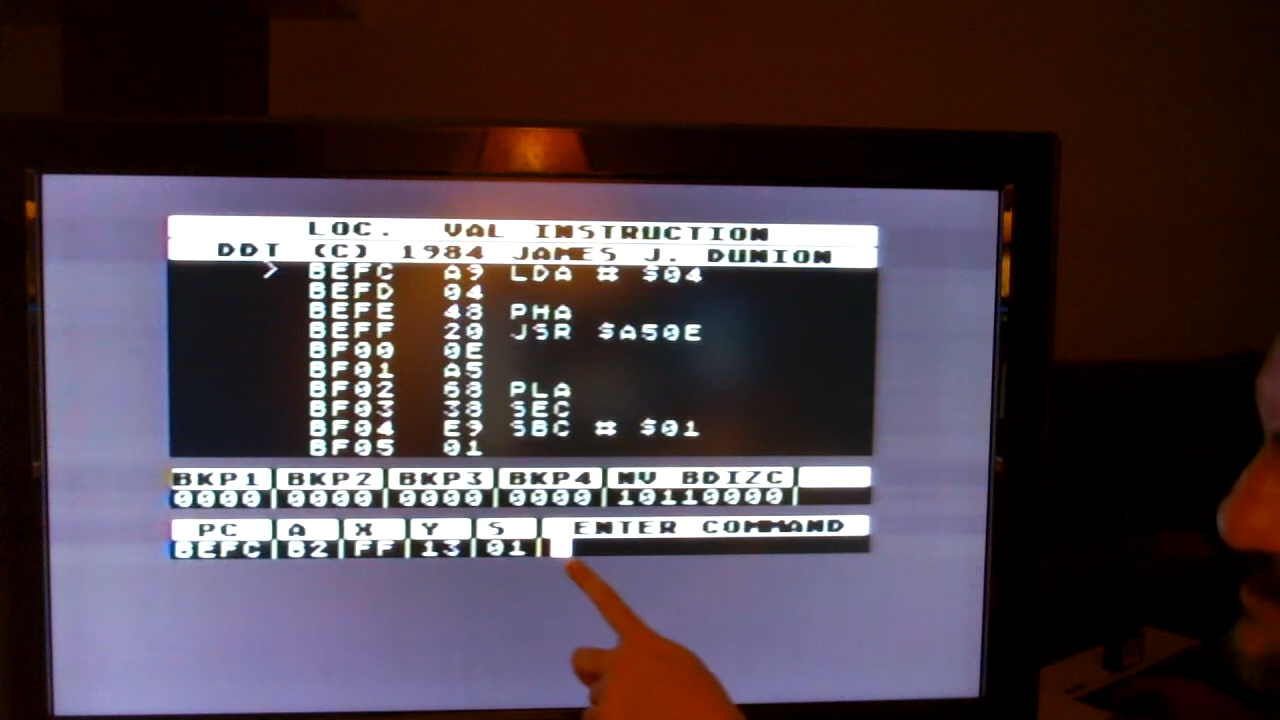 LOC. VAL INSTRUCTION
DDT (C) 1984 JAMES J. DUNION
> BEFC A9 LDA # $04
BEFD 04
BEFE 48 PHA
BEFF 20 JSR $A50E
BF00 0E
BF01 A5
BF02 68 PLA
BF03 38 SEC
BF04 E9 SBC # $01
BF05 01
BKP1 BKP2 BKP3 BKP4 NV BDIZC
0000 0000 0000 0000 10110000
PC A X Y S ENTER COMMAND
BEFC B2 FF 13 01